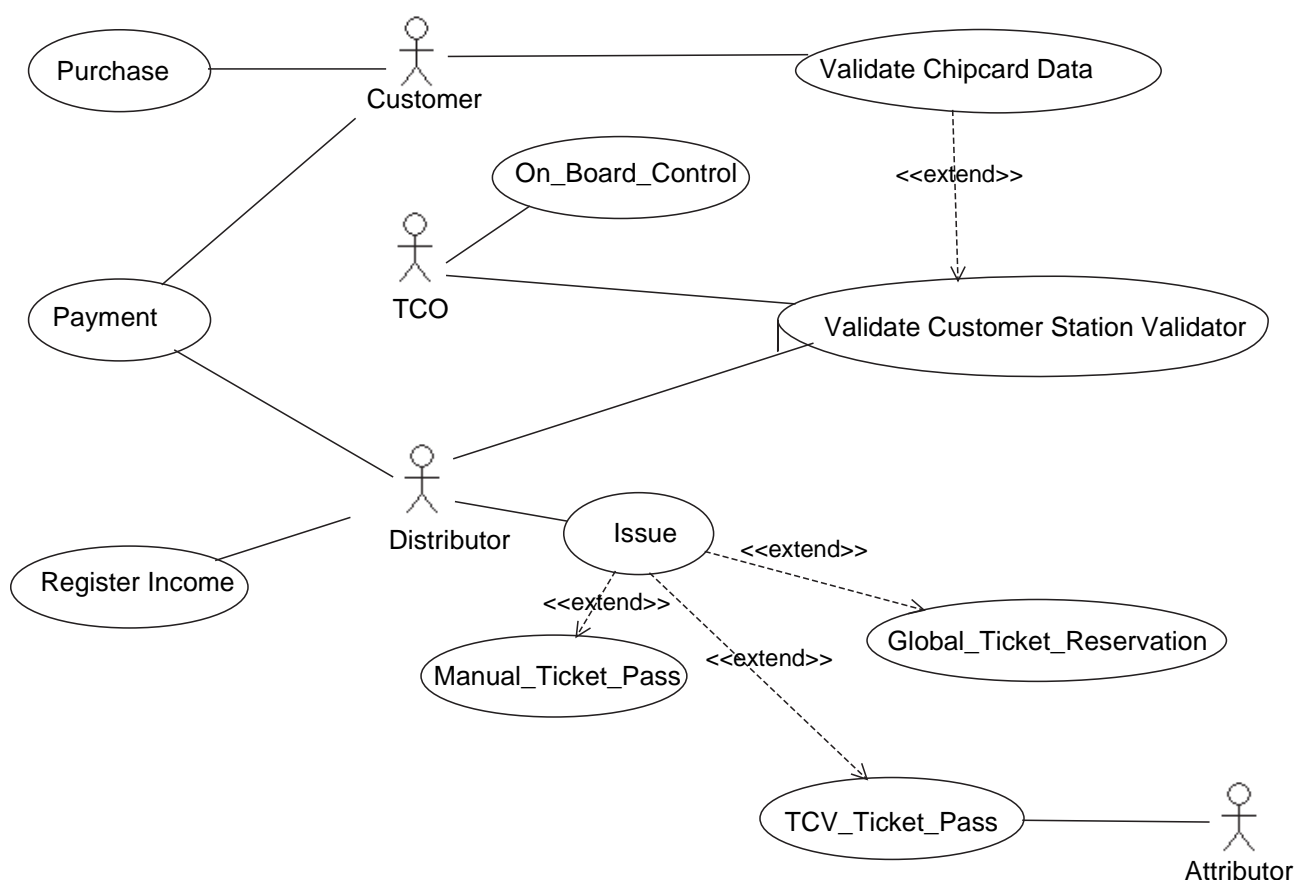 Purchase
Customer
Validate Chipcard Data
On_Board_Control
<<extend>>
TCO
Payment
Validate Customer Station Validator
Distributor
Issue
<<extend>>
Register Income
<<extend>>
Global_Ticket_Reservation
Manual_Ticket_Pass
<<extend>>
TCV_Ticket_Pass
Attributor